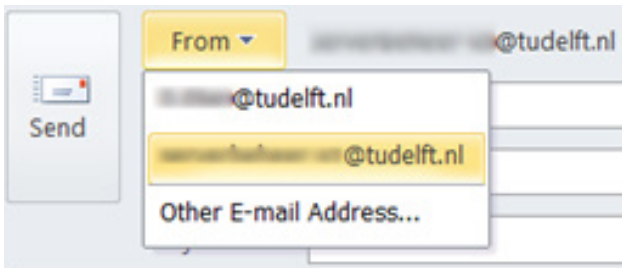 From @tudelft.nl
@tudelft.nl
Send
@tudelft.nl
Other E-mail Address...